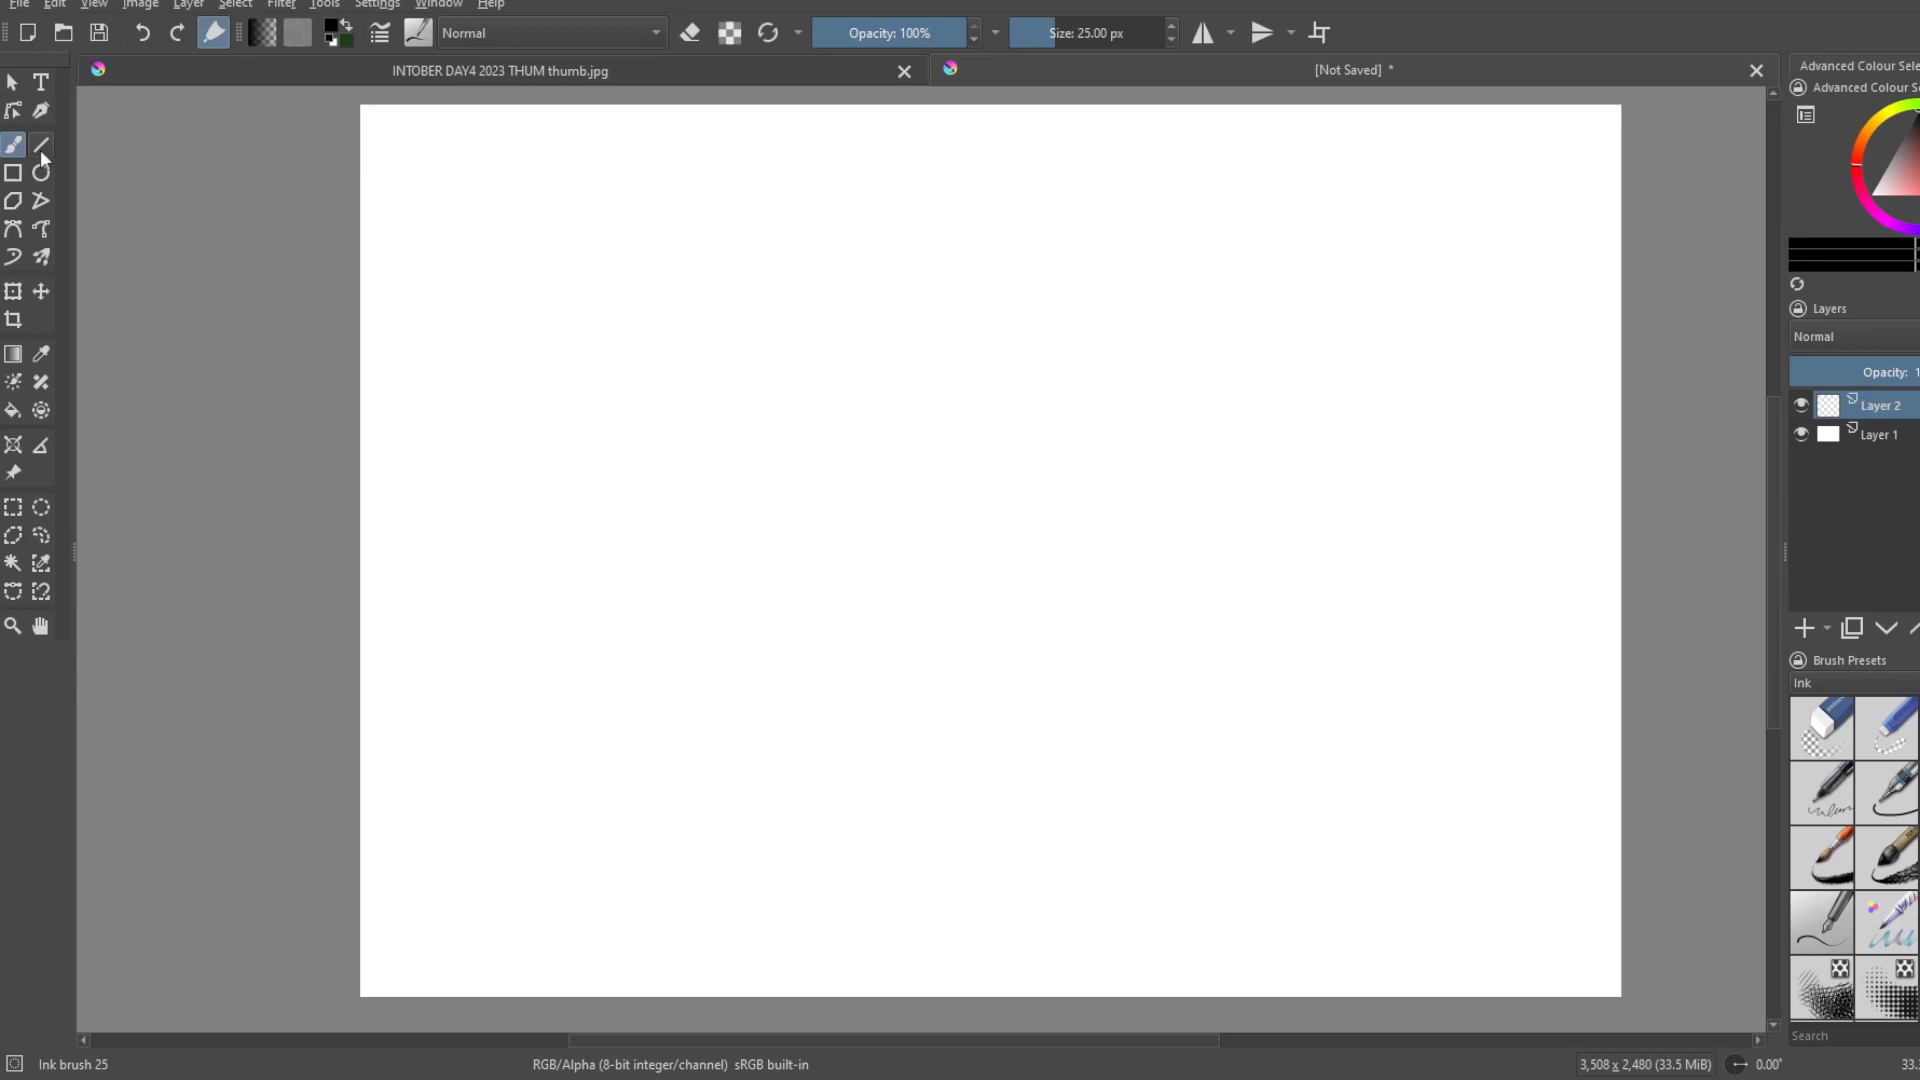 File Edit View Image Layer Select Filter Tools Settings Window Help
Normal Opacity: 100% Size: 25.00 px
INTOBER DAY4 2023 THUM thumb.jpg [Not Saved] *
Advanced Colour Sele
Advanced Colour S
Layers
Normal
Opacity: 1
Layer 2
Layer 1
Brush Presets
Ink
Search
Ink brush 25 RGB/Alpha (8-bit integer/channel) sRGB built-in 3,508 x 2,480 (33.5 MiB) 0.00° 33.